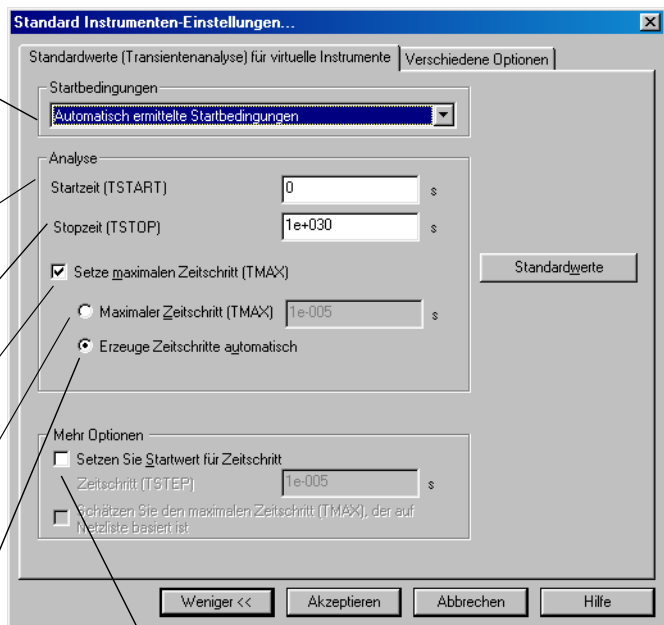 Standard Instrumenten-Einstellungen...
Standardwerte (Transientenanalyse) für virtuelle Instrumente
Verschiedene Optionen
Startbedingungen
Automatisch ermittelte Startbedingungen
Analyse
Startzeit (TSTART) 0 s
Stopzeit (TSTOP) 1e+030 s
Standardwerte
Setze maximalen Zeitschritt (TMAX)
Maximaler Zeitschritt (TMAX) 1e-005 s
Erzeuge Zeitschritte automatisch
Mehr Optionen
Setzen Sie Startwert für Zeitschritt
Zeitschritt (TSTEP) 1e-005 s
Schätzen Sie den maximalen Zeitschritt (TMAX), der auf
Netzliste basiert ist
Weniger << Akzeptieren Abbrechen Hilfe